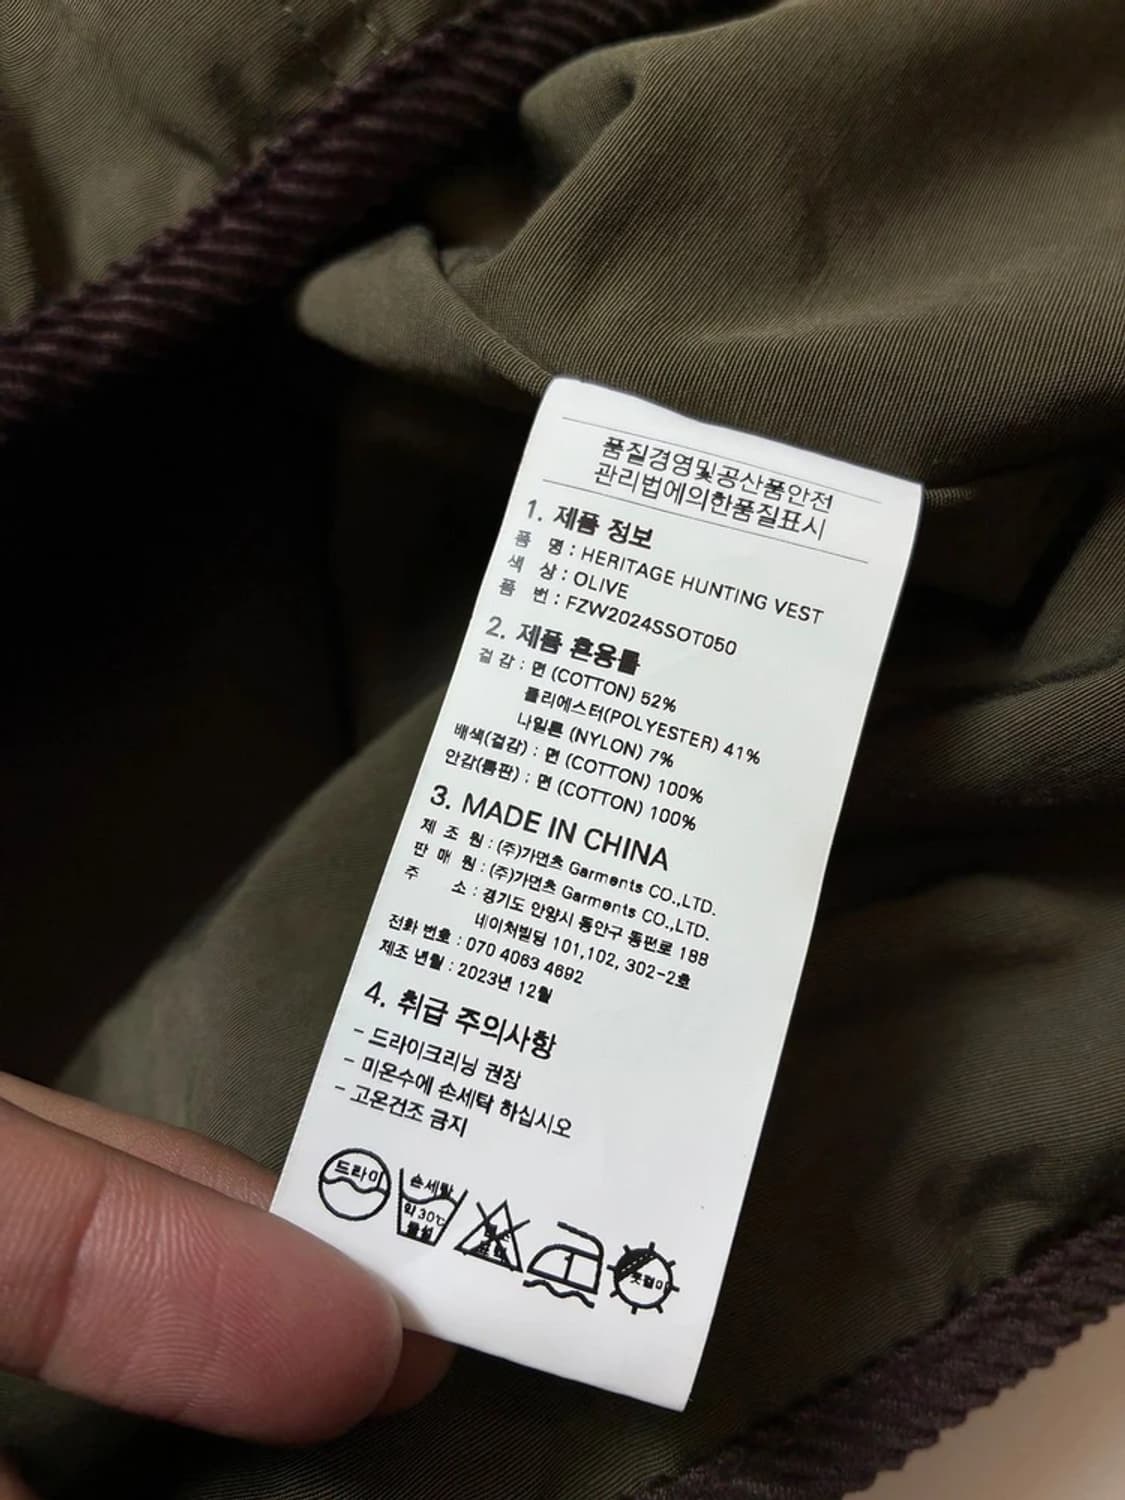 품질경영및공산품안전
관리법에의한품질표시
1. 제품 정보
품 명 : HERITAGE HUNTING VEST
색 상 : OLIVE
품 번 : FZW2024SSOT050
2. 제품 혼용률
겉 감 : 면 (COTTON) 52%
폴리에스터(POLYESTER) 41%
나일론 (NYLON) 7%
배색(겉감) : 면 (COTTON) 100%
안감(몸판) : 면 (COTTON) 100%
3. MADE IN CHINA
제 조 원 : (주)가먼츠 Garments CO.,LTD.
판 매 원 : (주)가먼츠 Garments CO.,LTD.
주 소 : 경기도 안양시 동안구 동편로 188
네이처빌딩 101,102, 302-2호
전화 번호 : 070 4063 4692
제조 년월 : 2023년 12월
4. 취급 주의사항
- 드라이크리닝 권장
- 미온수에 손세탁 하십시오
- 고온건조 금지
드라이
손세탁
약 30℃
옷걸이